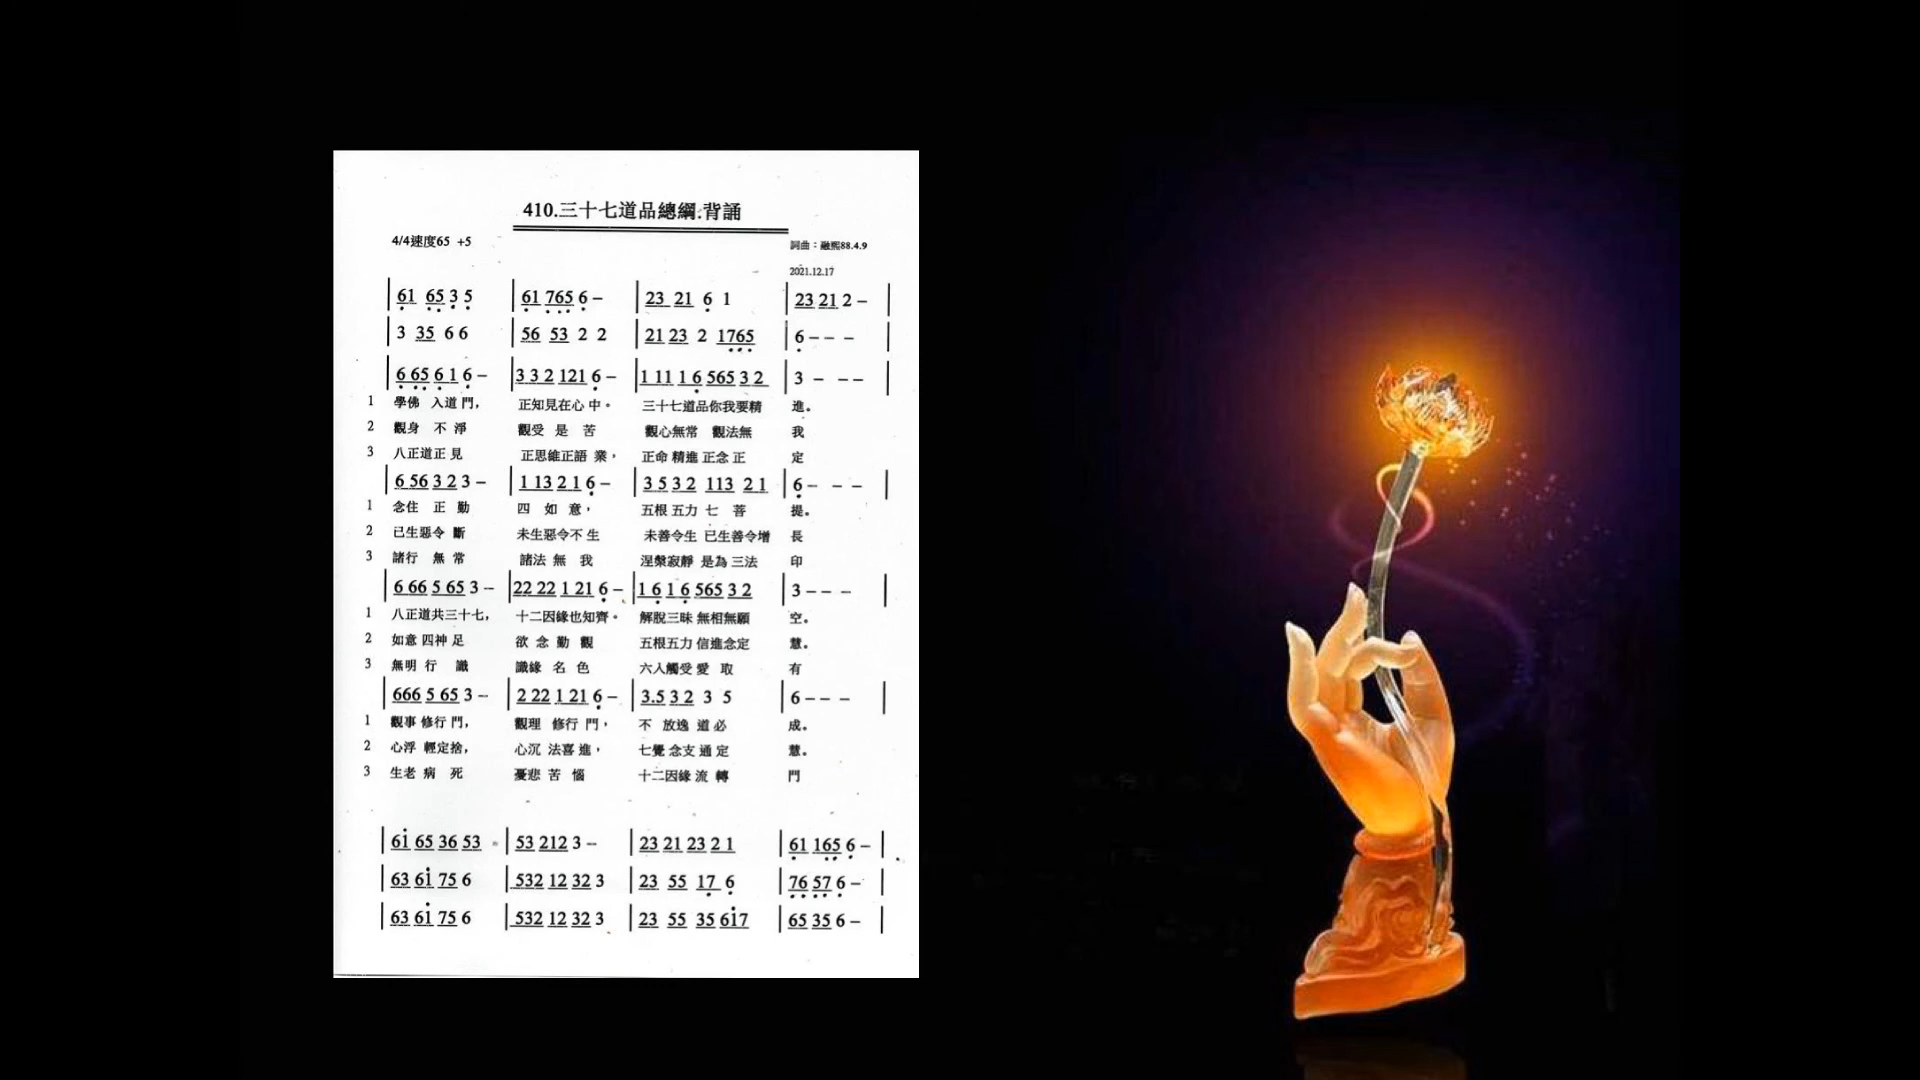 410.三十七道品總綱.背誦
4/4速度65 +5
詞曲：融熙88.4.9
2021.12.17
61 65 3 5 61 765 6 – 23 21 6 1 23 21 2 –
3 35 6 6 56 53 2 2 21 23 2 1765 6 – – –
6 65 6 1 6 – 3 3 2 121 6 – 1 11 1 6 565 3 2 3 – – –
1 學佛 入道門， 正知見在心中。 三十七道品你我要精 進。
2 觀身 不 淨 觀受 是 苦 觀心無常 觀法無 我
3 八正道正 見 正思維正語 業， 正命 精進 正念 正 定
6 56 3 2 3 – 1 13 2 1 6 – 3 5 3 2 113 2 1 6 – – –
1 念住 正 勤 四 如 意， 五根 五力 七 菩 提。
2 已生惡令 斷 未生惡令不 生 未善令生 已生善令增 長
3 諸行 無 常 諸法 無 我 涅槃寂靜 是為 三法 印
6 66 5 65 3 – 22 22 1 21 6 – 1 6 1 6 565 3 2 3 – – –
1 八正道共三十七， 十二因緣也知齊。 解脫三昧 無相無願 空。
2 如意 四神 足 欲 念 勤 觀 五根五力 信進念定 慧。
3 無明 行 識 識緣 名 色 六入觸受 愛 取 有
666 5 65 3 – 2 22 1 21 6 – 3.5 3 2 3 5 6 – – –
1 觀事 修行 門， 觀理 修行 門， 不 放逸 道 必 成。
2 心浮 輕定捨， 心沉 法喜 進， 七覺 念支 通 定 慧。
3 生老 病 死 憂悲 苦 惱 十二因緣 流 轉 門
61 65 36 53 53 212 3 – 23 21 23 2 1 61 165 6 –
63 61 75 6 532 12 32 3 23 55 17 6 76 57 6 –
63 61 75 6 532 12 32 3 23 55 35 617 65 35 6 –